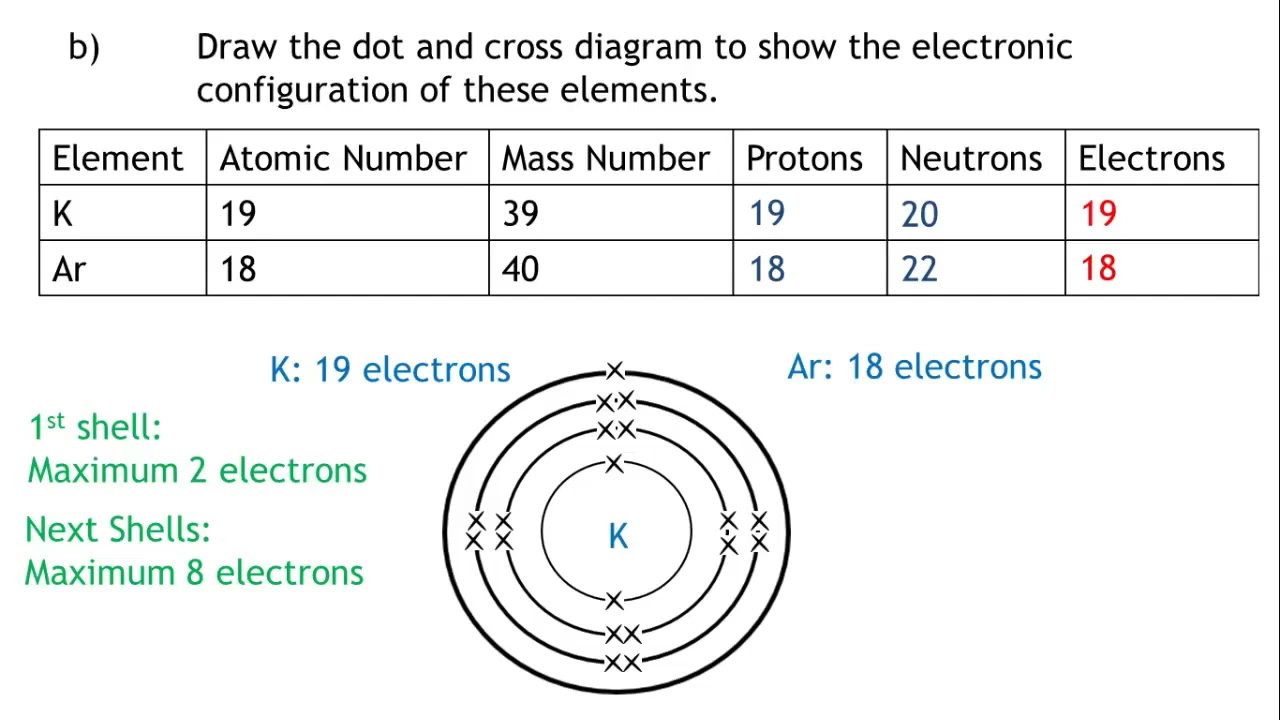 b) Draw the dot and cross diagram to show the electronic
configuration of these elements.
Element Atomic Number Mass Number Protons Neutrons Electrons
K 19 39 19 20 19
Ar 18 40 18 22 18
K: 19 electrons
Ar: 18 electrons
1st shell:
Maximum 2 electrons
Next Shells:
Maximum 8 electrons
K